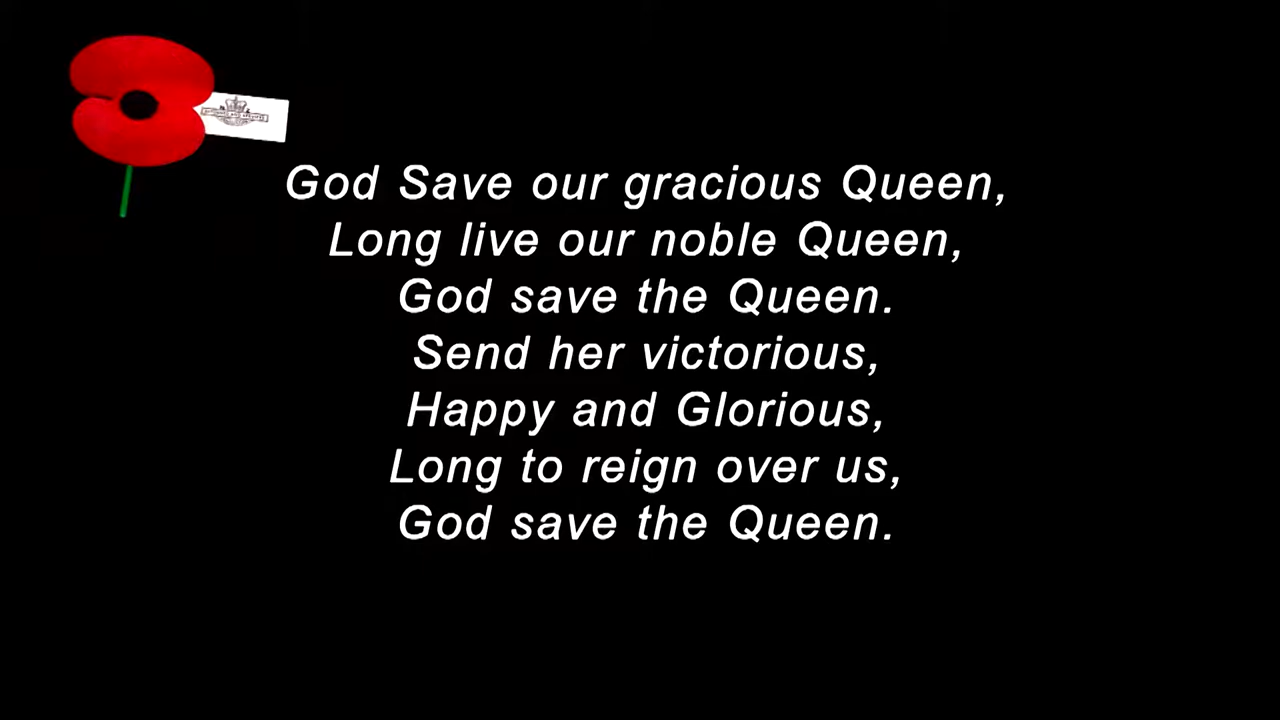 God Save our gracious Queen,
Long live our noble Queen,
God save the Queen.
Send her victorious,
Happy and Glorious,
Long to reign over us,
God save the Queen.